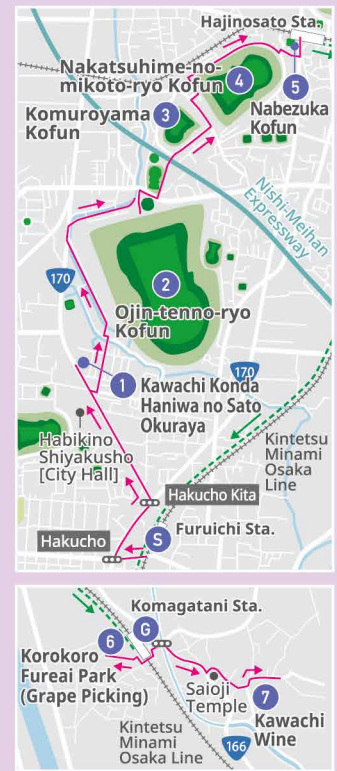 Hajinosato Sta.
Nakatsuhime-no-
mikoto-ryo Kofun
4
5
Nabezuka
Kofun
3
Komuroyama
Kofun
Nishi-Meihan
Expressway
2
Ojin-tenno-ryo
Kofun
170
1
Kawachi Konda
Haniwa no Sato
Okuraya
170
Habikino
Shiyakusho
[City Hall]
Kintetsu
Minami
Osaka
Line
Hakucho Kita
S
Furuichi Sta.
Hakucho
Komagatani Sta.
6
G
Korokoro
Fureai Park
(Grape Picking)
Saioji
Temple
7
Kawachi
Wine
Kintetsu
Minami
Osaka Line
166